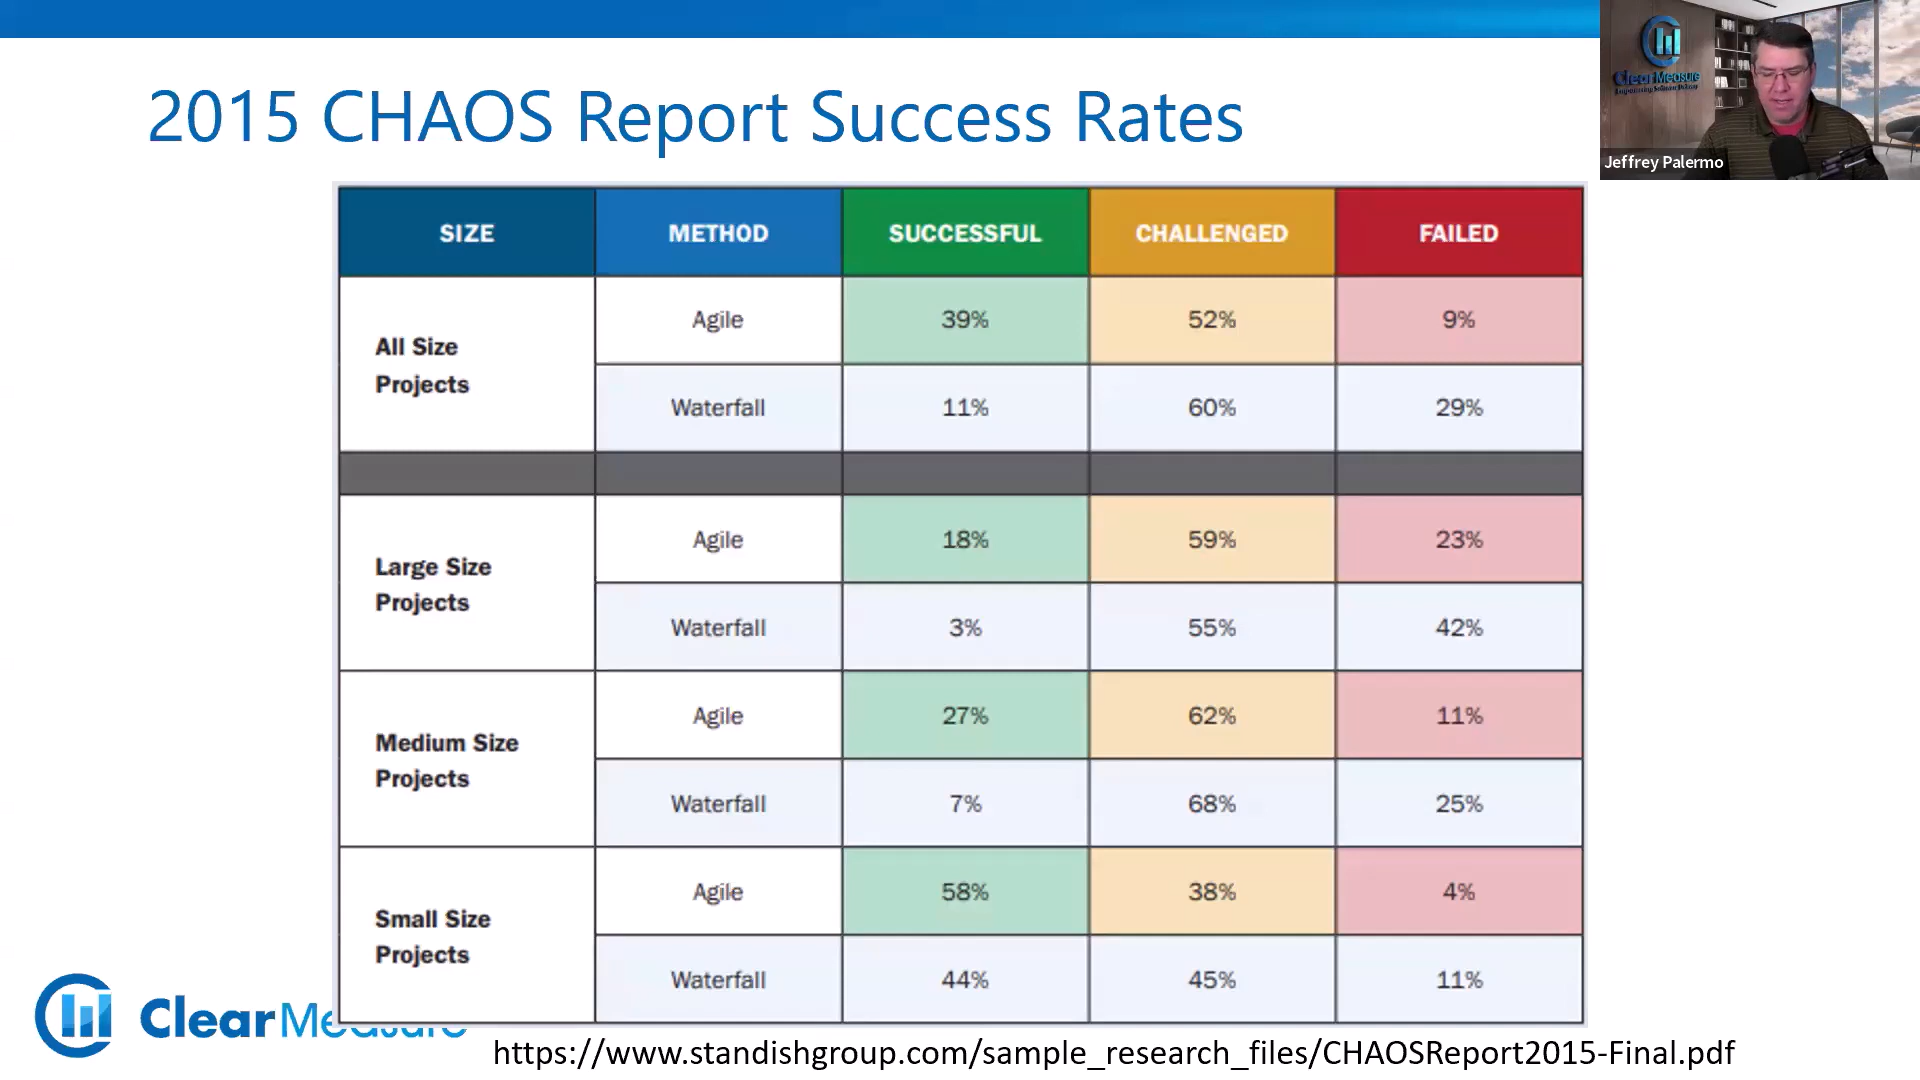 2015 CHAOS Report Success Rates
ClearMeasure
Jeffrey Palermo
SIZE METHOD SUCCESSFUL CHALLENGED FAILED
All Size
Projects
Agile 39% 52% 9%
Waterfall 11% 60% 29%
Large Size
Projects
Agile 18% 59% 23%
Waterfall 3% 55% 42%
Medium Size
Projects
Agile 27% 62% 11%
Waterfall 7% 68% 25%
Small Size
Projects
Agile 58% 38% 4%
Waterfall 44% 45% 11%
ClearMeasure
https://www.standishgroup.com/sample_research_files/CHAOSReport2015-Final.pdf